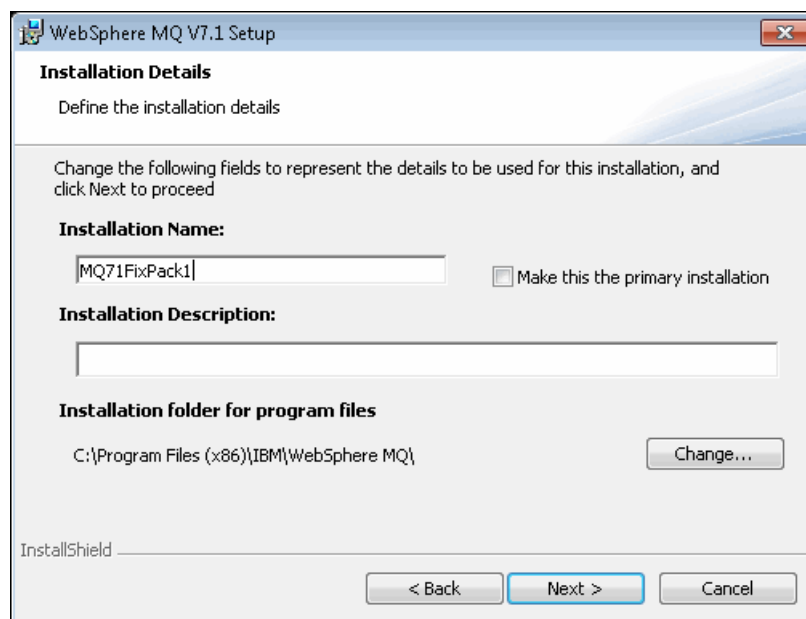 WebSphere MQ V7.1 Setup
Installation Details
Define the installation details
Change the following fields to represent the details to be used for this installation, and
click Next to proceed
Installation Name:
MQ71FixPack1
Make this the primary installation
Installation Description:
Installation folder for program files
C:\Program Files (x86)\IBM\WebSphere MQ\
Change...
InstallShield
< Back
Next >
Cancel